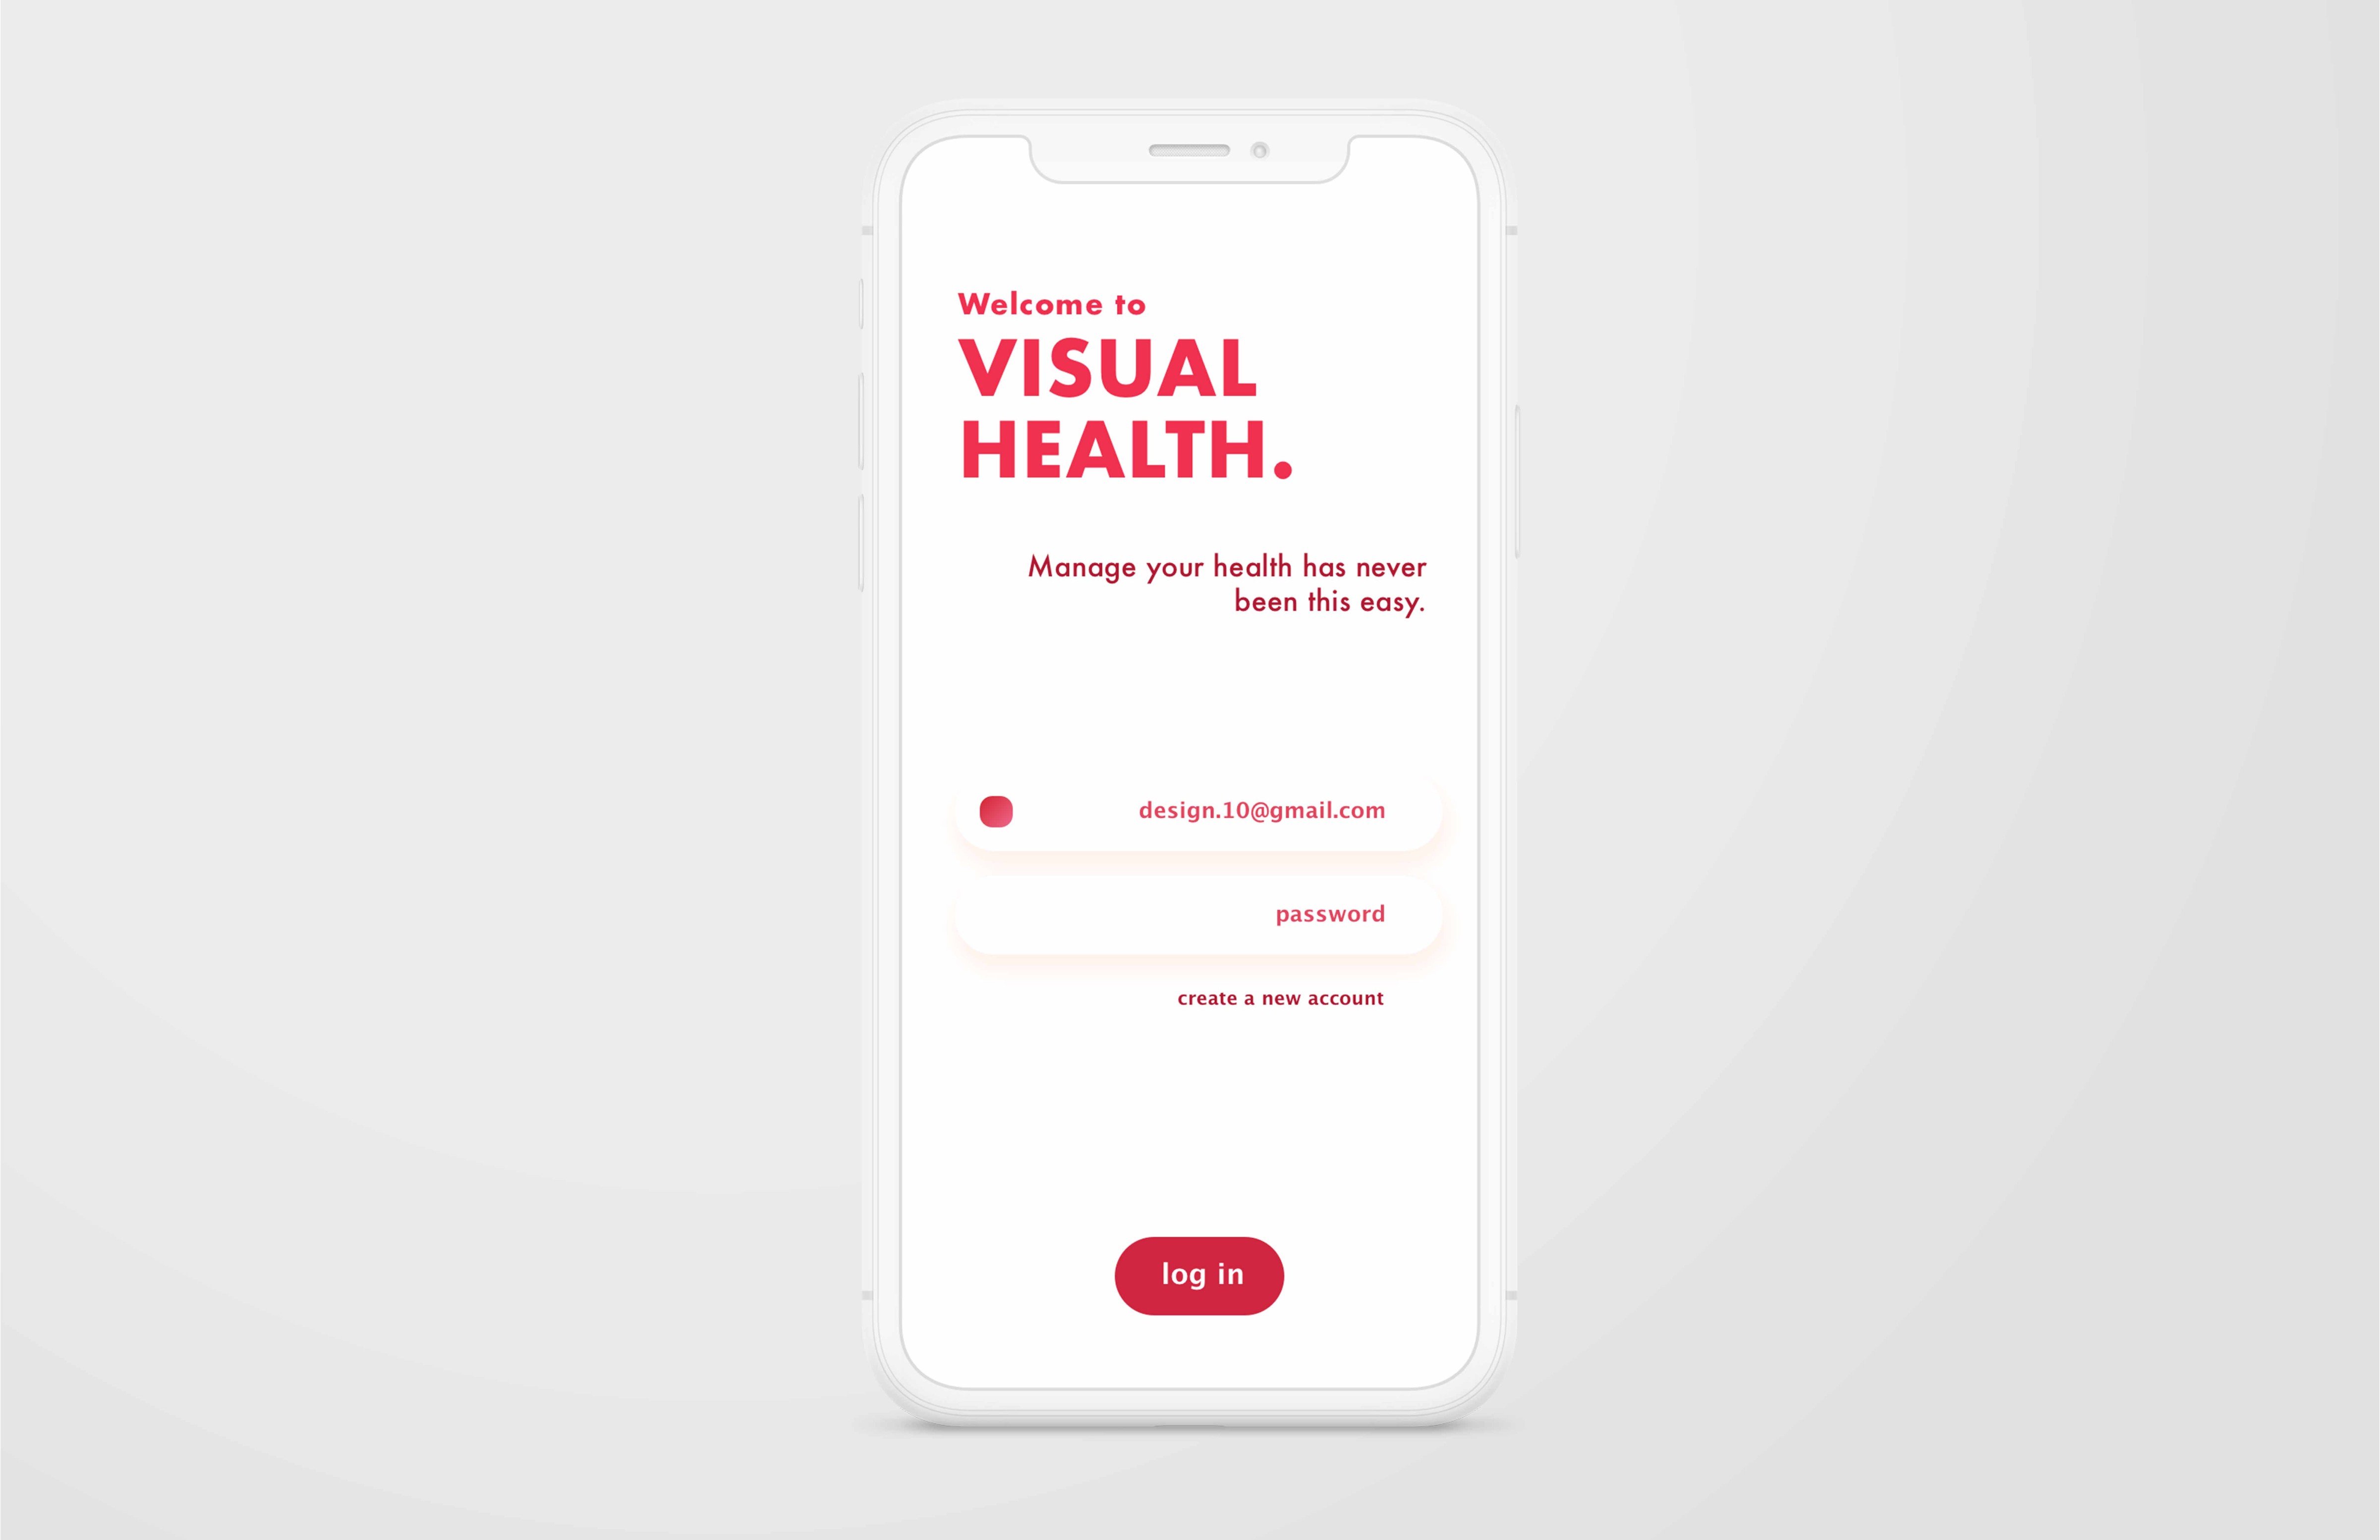 Welcome to
VISUAL
HEALTH.
Manage your health has never
been this easy.
design.10@gmail.com
password
create a new account
log in